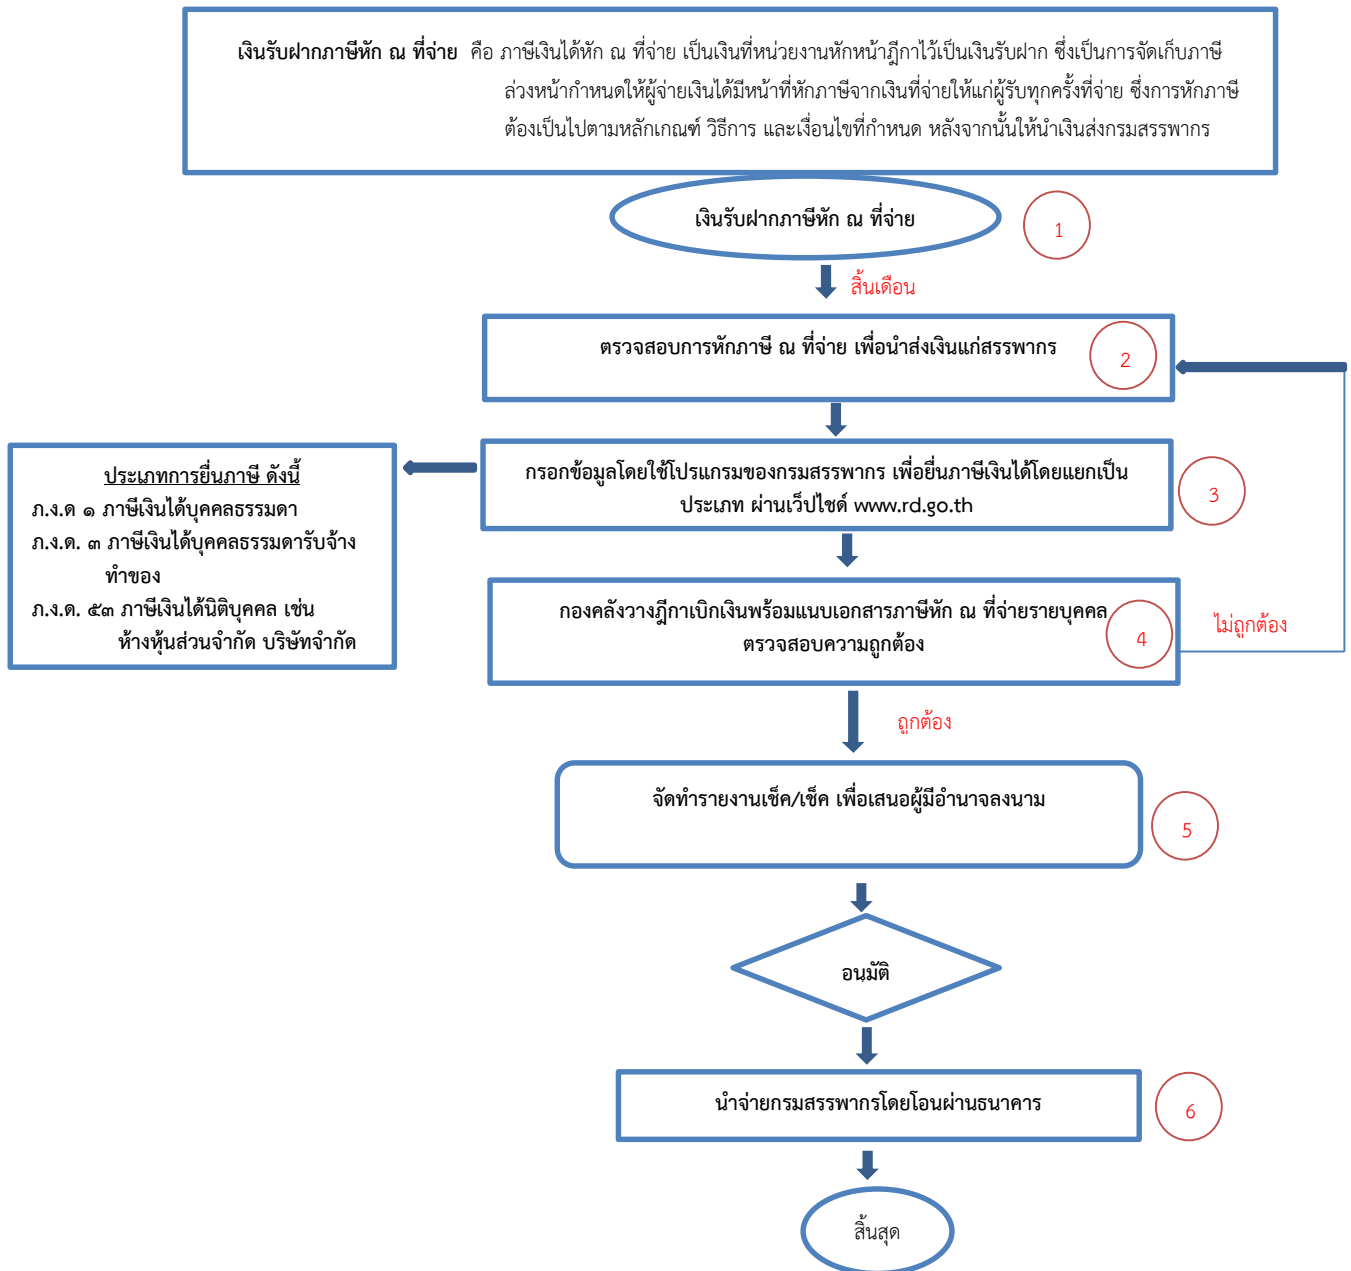 เงินรับฝากภาษีหัก ณ ที่จ่าย คือ ภาษีเงินได้หัก ณ ที่จ่าย เป็นเงินที่หน่วยงานหักหน้าฎีกาไว้เป็นเงินรับฝาก ซึ่งเป็นการจัดเก็บภาษี
ล่วงหน้ากำหนดให้ผู้จ่ายเงินได้มีหน้าที่หักภาษีจากเงินที่จ่ายให้แก่ผู้รับทุกครั้งที่จ่าย ซึ่งการหักภาษี
ต้องเป็นไปตามหลักเกณฑ์ วิธีการ และเงื่อนไขที่กำหนด หลังจากนั้นให้นำเงินส่งกรมสรรพากร
เงินรับฝากภาษีหัก ณ ที่จ่าย
1
สิ้นเดือน
ตรวจสอบการหักภาษี ณ ที่จ่าย เพื่อนำส่งเงินแก่สรรพากร
2
กรอกข้อมูลโดยใช้โปรแกรมของกรมสรรพากร เพื่อยื่นภาษีเงินได้โดยแยกเป็น
ประเภท ผ่านเว็ปไซด์ www.rd.go.th
3
ประเภทการยื่นภาษี ดังนี้
ภ.ง.ด ๑ ภาษีเงินได้บุคคลธรรมดา
ภ.ง.ด. ๓ ภาษีเงินได้บุคคลธรรมดารับจ้าง
ทำของ
ภ.ง.ด. ๕๓ ภาษีเงินได้นิติบุคคล เช่น
ห้างหุ้นส่วนจำกัด บริษัทจำกัด
กองคลังวางฎีกาเบิกเงินพร้อมแนบเอกสารภาษีหัก ณ ที่จ่ายรายบุคคล
ตรวจสอบความถูกต้อง
4
ไม่ถูกต้อง
ถูกต้อง
จัดทำรายงานเช็ค/เช็ค เพื่อเสนอผู้มีอำนาจลงนาม
5
อนุมัติ
นำจ่ายกรมสรรพากรโดยโอนผ่านธนาคาร
6
สิ้นสุด